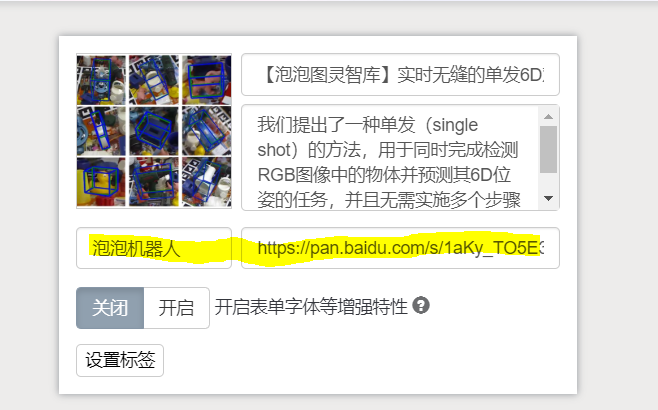 【泡泡图灵智库】实时无缝的单发6D
我们提出了一种单发（single
shot）的方法，用于同时完成检测
RGB图像中的物体并预测其6D位
姿的任务，并且无需实施多个步骤
泡泡机器人
https://pan.baidu.com/s/1aKy_TO5E3
关闭 开启 开启表单字体等增强特性 ?
设置标签